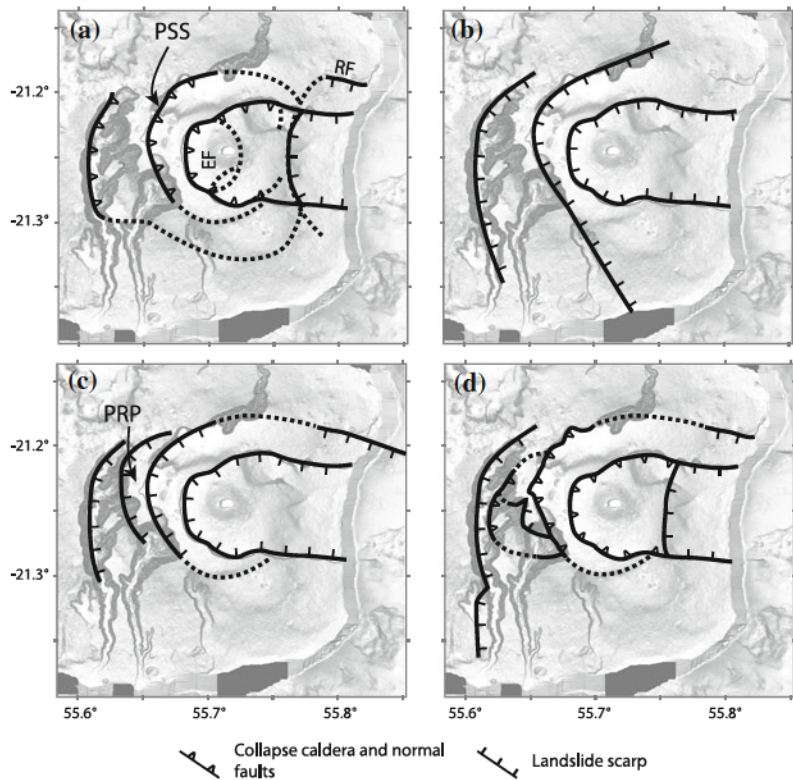 (a)
PSS
RF
EF
-21.2°
-21.3°
(b)
(c)
PRP
-21.2°
-21.3°
(d)
55.6°
55.7°
55.8°
55.6°
55.7°
55.8°
Collapse caldera and normal
faults
Landslide scarp